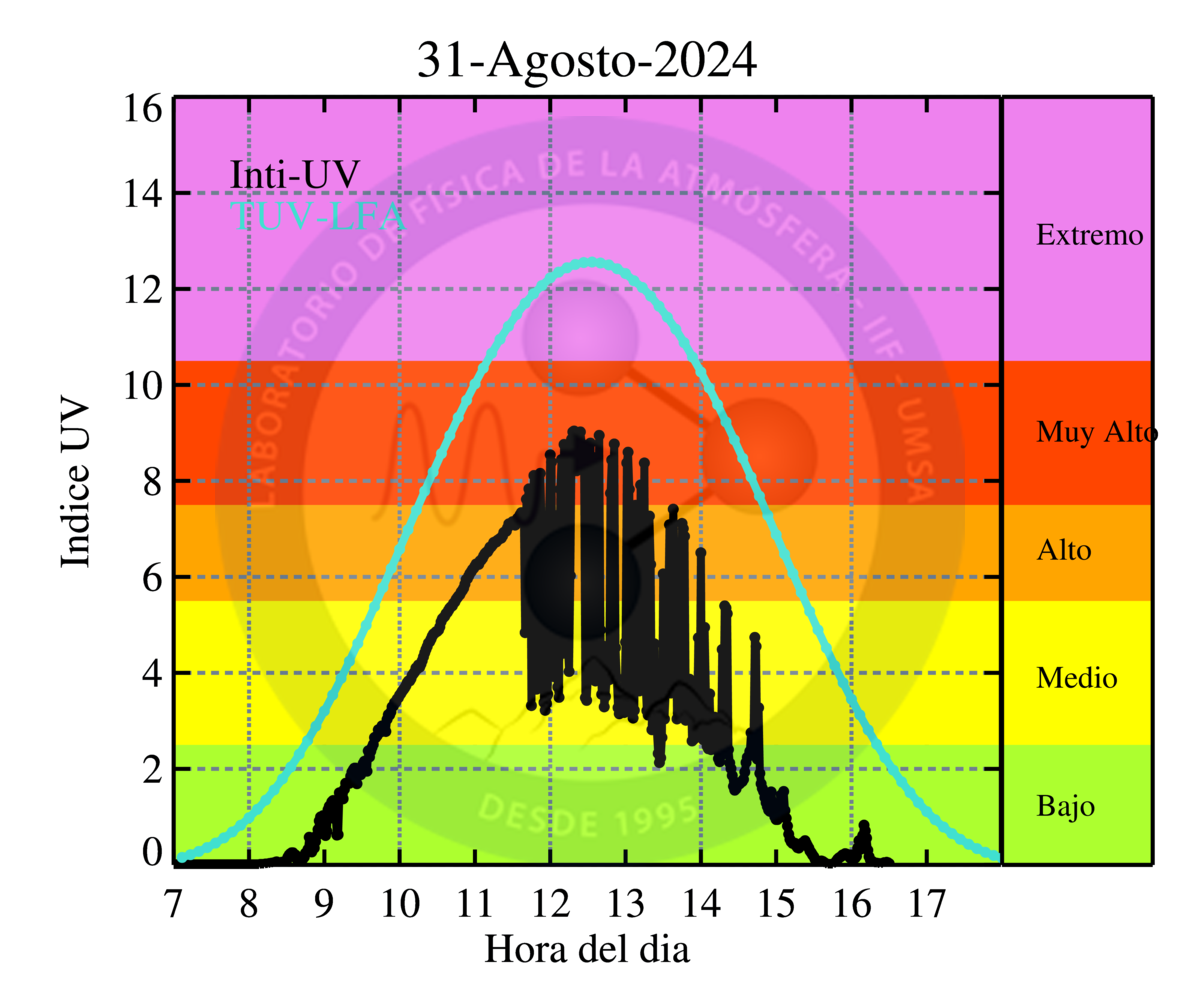 31-Agosto-2024
16
14
12
10
8
6
4
2
0
Indice UV
Inti-UV
TUV-LFA
LABORATORIO DE FÍSICA DE LA ATMÓSFERA - IIF - UMSA
DESDE 1995
Extremo
Muy Alto
Alto
Medio
Bajo
7 8 9 10 11 12 13 14 15 16 17
Hora del dia